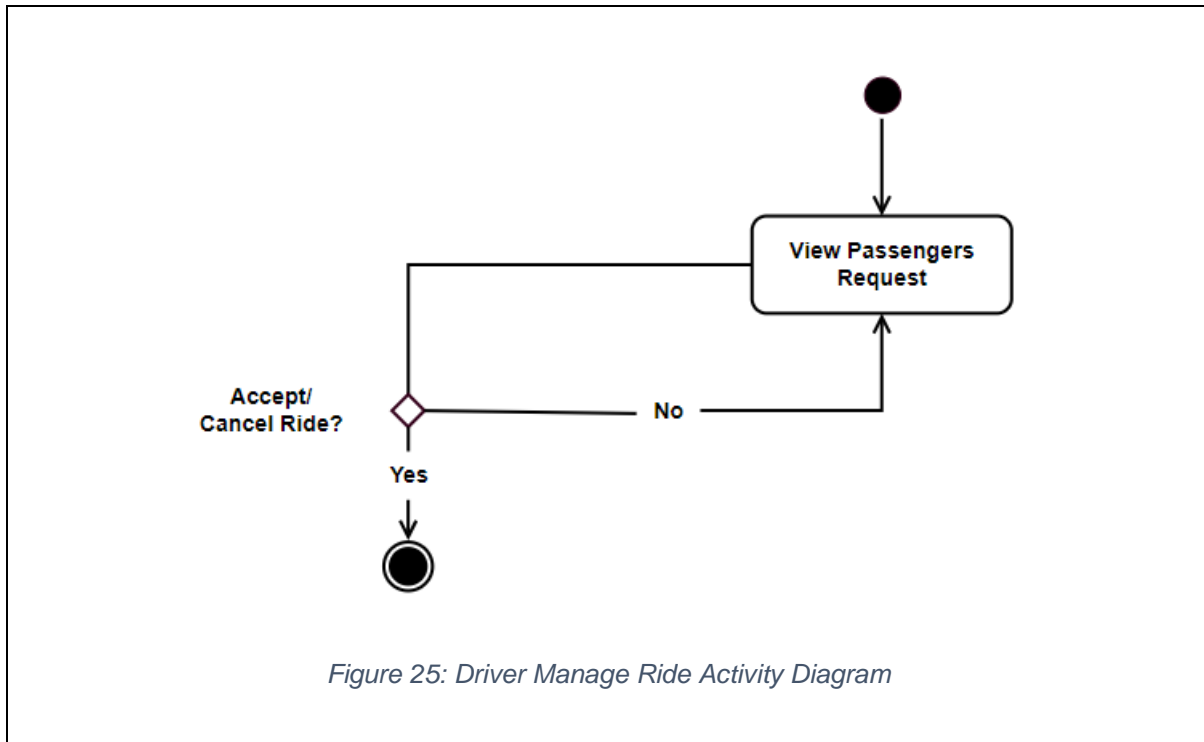 View Passengers
Request
Accept/
Cancel Ride?
No
Yes
Figure 25: Driver Manage Ride Activity Diagram